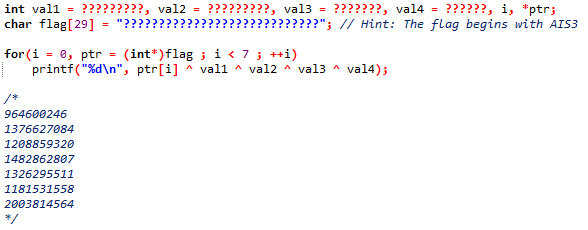 int val1 = ?????????, val2 = ?????????, val3 = ???????, val4 = ??????, i, *ptr;
char flag[29] = "????????????????????????????"; // Hint: The flag begins with AIS3
for(i = 0, ptr = (int*)flag ; i < 7 ; ++i)
printf("%d\n", ptr[i] ^ val1 ^ val2 ^ val3 ^ val4);
/*
964600246
1376627084
1208859320
1482862807
1326295511
1181531558
2003814564
*/